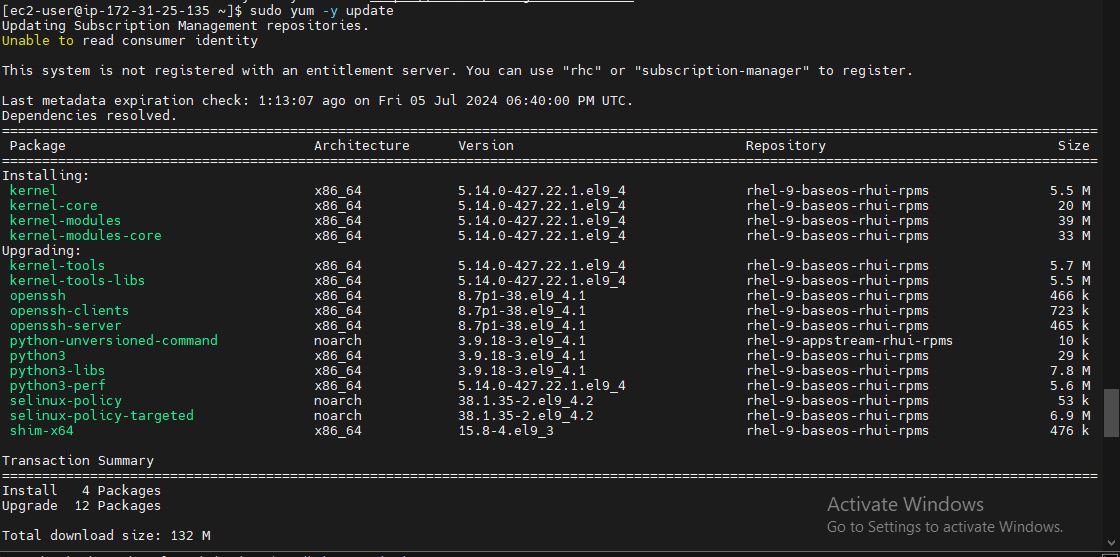 [ec2-user@ip-172-31-25-135 ~]$ sudo yum -y update
Updating Subscription Management repositories.
Unable to read consumer identity
This system is not registered with an entitlement server. You can use "rhc" or "subscription-manager" to register.
Last metadata expiration check: 1:13:07 ago on Fri 05 Jul 2024 06:40:00 PM UTC.
Dependencies resolved.
Package Architecture Version Repository Size
Installing:
kernel x86_64 5.14.0-427.22.1.el9_4 rhel-9-baseos-rhui-rpms 5.5 M
kernel-core x86_64 5.14.0-427.22.1.el9_4 rhel-9-baseos-rhui-rpms 20 M
kernel-modules x86_64 5.14.0-427.22.1.el9_4 rhel-9-baseos-rhui-rpms 39 M
kernel-modules-core x86_64 5.14.0-427.22.1.el9_4 rhel-9-baseos-rhui-rpms 33 M
Upgrading:
kernel-tools x86_64 5.14.0-427.22.1.el9_4 rhel-9-baseos-rhui-rpms 5.7 M
kernel-tools-libs x86_64 5.14.0-427.22.1.el9_4 rhel-9-baseos-rhui-rpms 5.5 M
openssh x86_64 8.7p1-38.el9_4.1 rhel-9-baseos-rhui-rpms 466 k
openssh-clients x86_64 8.7p1-38.el9_4.1 rhel-9-baseos-rhui-rpms 723 k
openssh-server x86_64 8.7p1-38.el9_4.1 rhel-9-baseos-rhui-rpms 465 k
python-unversioned-command noarch 3.9.18-3.el9_4.1 rhel-9-appstream-rhui-rpms 10 k
python3 x86_64 3.9.18-3.el9_4.1 rhel-9-baseos-rhui-rpms 29 k
python3-libs x86_64 3.9.18-3.el9_4.1 rhel-9-baseos-rhui-rpms 7.8 M
python3-perf x86_64 5.14.0-427.22.1.el9_4 rhel-9-baseos-rhui-rpms 5.6 M
selinux-policy noarch 38.1.35-2.el9_4.2 rhel-9-baseos-rhui-rpms 53 k
selinux-policy-targeted noarch 38.1.35-2.el9_4.2 rhel-9-baseos-rhui-rpms 6.9 M
shim-x64 x86_64 15.8-4.el9_3 rhel-9-baseos-rhui-rpms 476 k
Transaction Summary
Install 4 Packages
Upgrade 12 Packages
Total download size: 132 M
Activate Windows
Go to Settings to activate Windows.